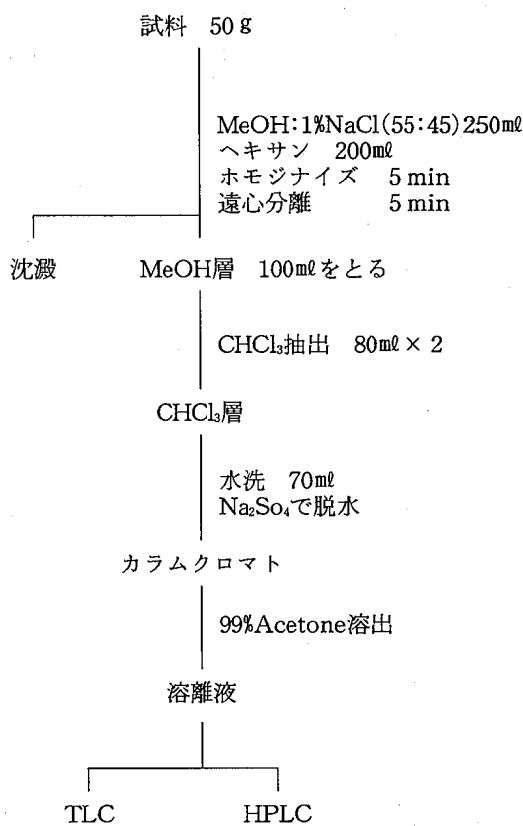 試料 50g
MeOH:1%NaCl(55:45)250㎖
ヘキサン 200㎖
ホモジナイズ 5min
遠心分離 5min
沈澱 MeOH層 100㎖をとる
CHCl₃抽出 80㎖×2
CHCl₃層
水洗 70㎖
Na₂So₄で脱水
カラムクロマト
99%Acetone溶出
溶離液
TLC HPLC